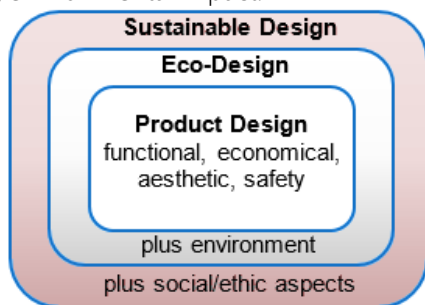 Sustainable Design
Eco-Design
Product Design
functional, economical,
aesthetic, safety
plus environment
plus social/ethic aspects